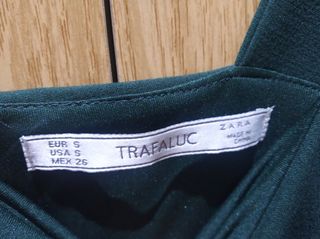 EUR S
USA S
MEX 26
TRAFALUC
ZARA
MADE IN
CHINA